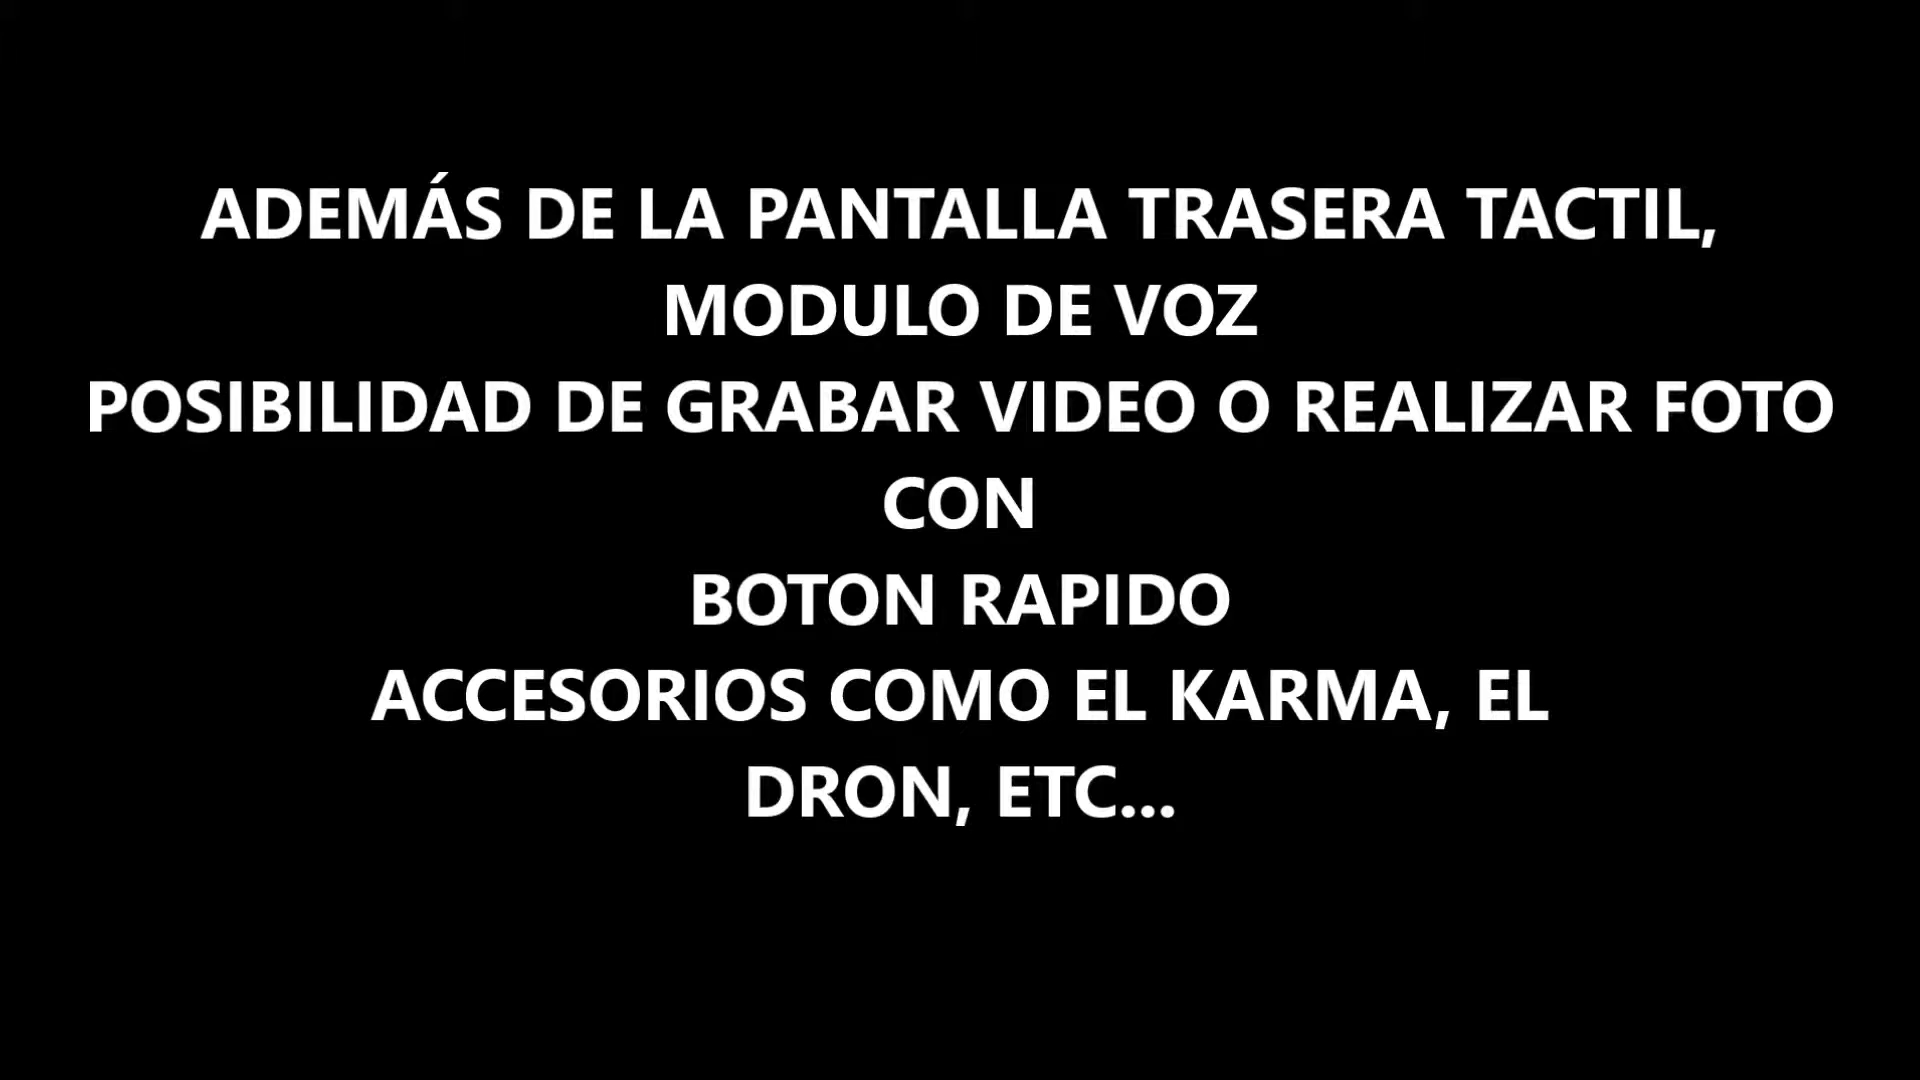 ADEMÁS DE LA PANTALLA TRASERA TACTIL,
MODULO DE VOZ
POSIBILIDAD DE GRABAR VIDEO O REALIZAR FOTO
CON
BOTON RAPIDO
ACCESORIOS COMO EL KARMA, EL
DRON, ETC...